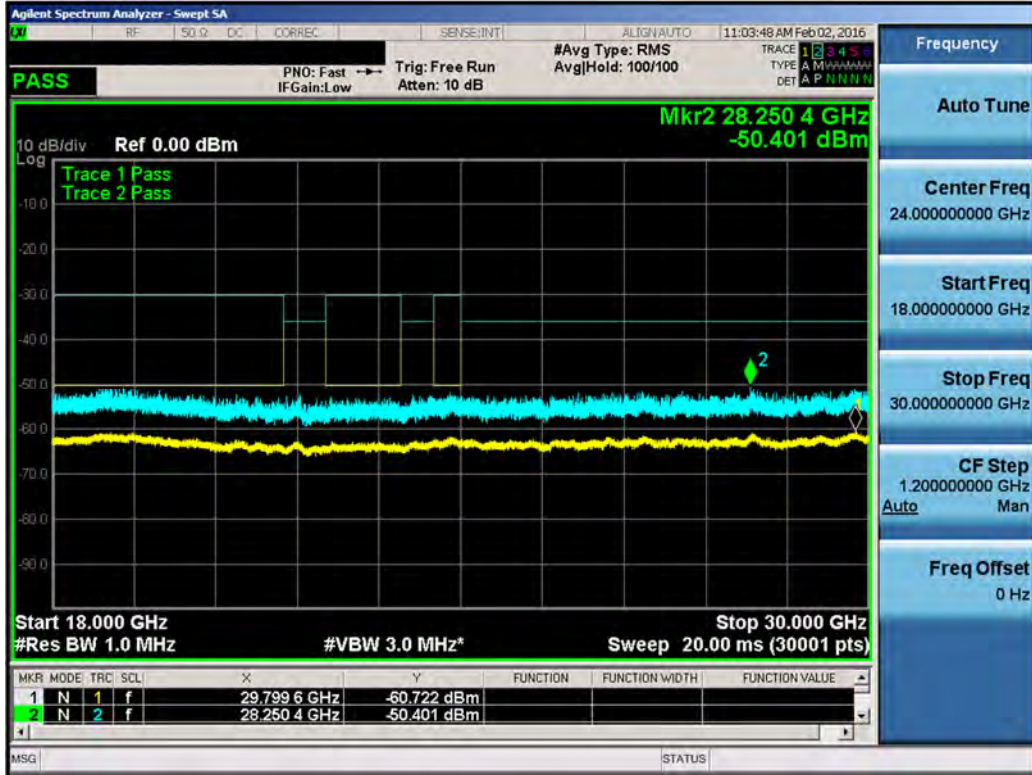 Agilent Spectrum Analyzer - Swept SA
LXI RF 50 Ω DC CORREC SENSE:INT ALIGN AUTO 11:03:48 AM Feb 02, 2016
PASS
PNO: Fast
IFGain:Low
Trig: Free Run
Atten: 10 dB
#Avg Type: RMS
Avg|Hold: 100/100
TRACE 1 2 3 4 5 6
TYPE A M W W W W
DET A P N N N N
Mkr2 28.250 4 GHz
-50.401 dBm
10 dB/div Ref 0.00 dBm
Log
Trace 1 Pass
Trace 2 Pass
-10.0
-20.0
-30.0
-40.0
-50.0
-60.0
-70.0
-80.0
-90.0
2
1
Start 18.000 GHz Stop 30.000 GHz
#Res BW 1.0 MHz #VBW 3.0 MHz* Sweep 20.00 ms (30001 pts)
MKR MODE TRC SCL X Y FUNCTION FUNCTION WIDTH FUNCTION VALUE
1 N 1 f 29.799 6 GHz -60.722 dBm
2 N 2 f 28.250 4 GHz -50.401 dBm
MSG STATUS
Frequency
Auto Tune
Center Freq
24.000000000 GHz
Start Freq
18.000000000 GHz
Stop Freq
30.000000000 GHz
CF Step
1.200000000 GHz
Auto Man
Freq Offset
0 Hz